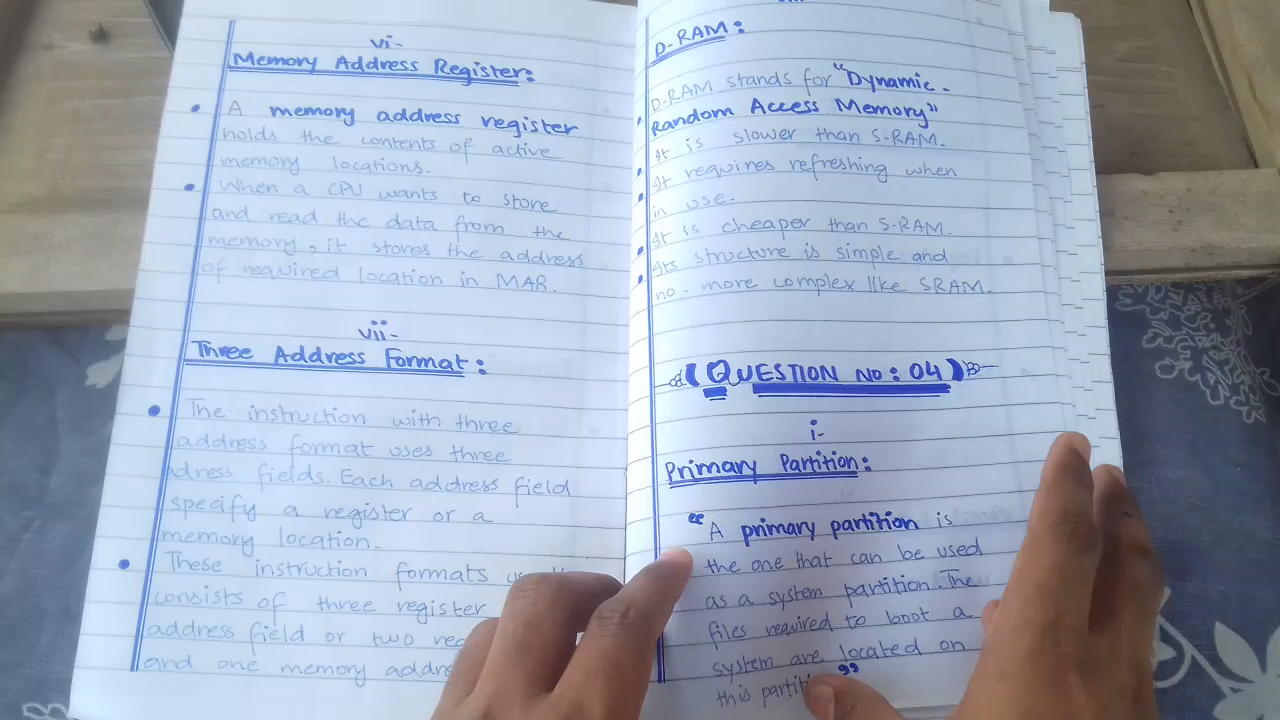 vi-
Memory Address Register:
A memory address register
holds the contents of active
memory locations.
When a CPU wants to store
and read the data from the
memory, it stores the address
of required location in MAR.
vii-
Three Address Format:
The instruction with three
address format uses three
dress fields. Each address field
specify a register or a
memory location.
These instruction formats
consists of three register
address field or two
and one memory
D-RAM:
D-RAM stands for "Dynamic-
Random Access Memory"
It is slower than S-RAM.
It requires refreshing when
in use.
It is cheaper than S-RAM.
Its structure is simple and
no. more complex like SRAM.
QUESTION NO: 04
i-
Primary Partition:
"A primary partition is
the one that can be used
as a system partition. The
files required to boot a
system are located on
this "